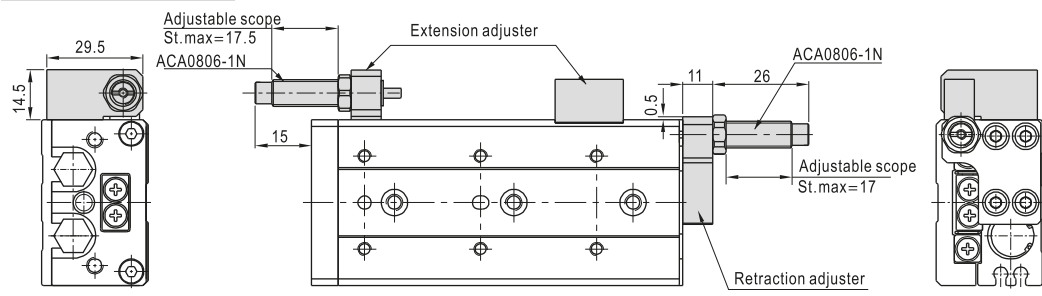 Adjustable scope
St.max=17.5
29.5
ACA0806-1N
Extension adjuster
ACA0806-1N
11
26
14.5
0.5
15
Adjustable scope
St.max=17
Retraction adjuster